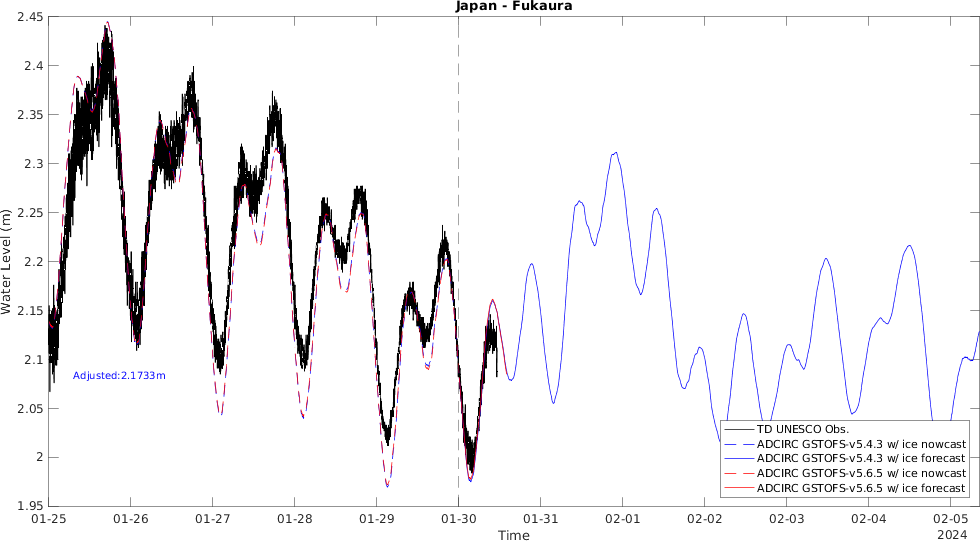 Japan - Fukaura
2.45
2.4
2.35
2.3
2.25
2.2
2.15
2.1
2.05
2
1.95
Water Level (m)
Adjusted:2.1733m
TD UNESCO Obs.
ADCIRC GSTOFS-v5.4.3 w/ ice nowcast
ADCIRC GSTOFS-v5.4.3 w/ ice forecast
ADCIRC GSTOFS-v5.6.5 w/ ice nowcast
ADCIRC GSTOFS-v5.6.5 w/ ice forecast
01-25 01-26 01-27 01-28 01-29 01-30 01-31 02-01 02-02 02-03 02-04 02-05
Time
2024